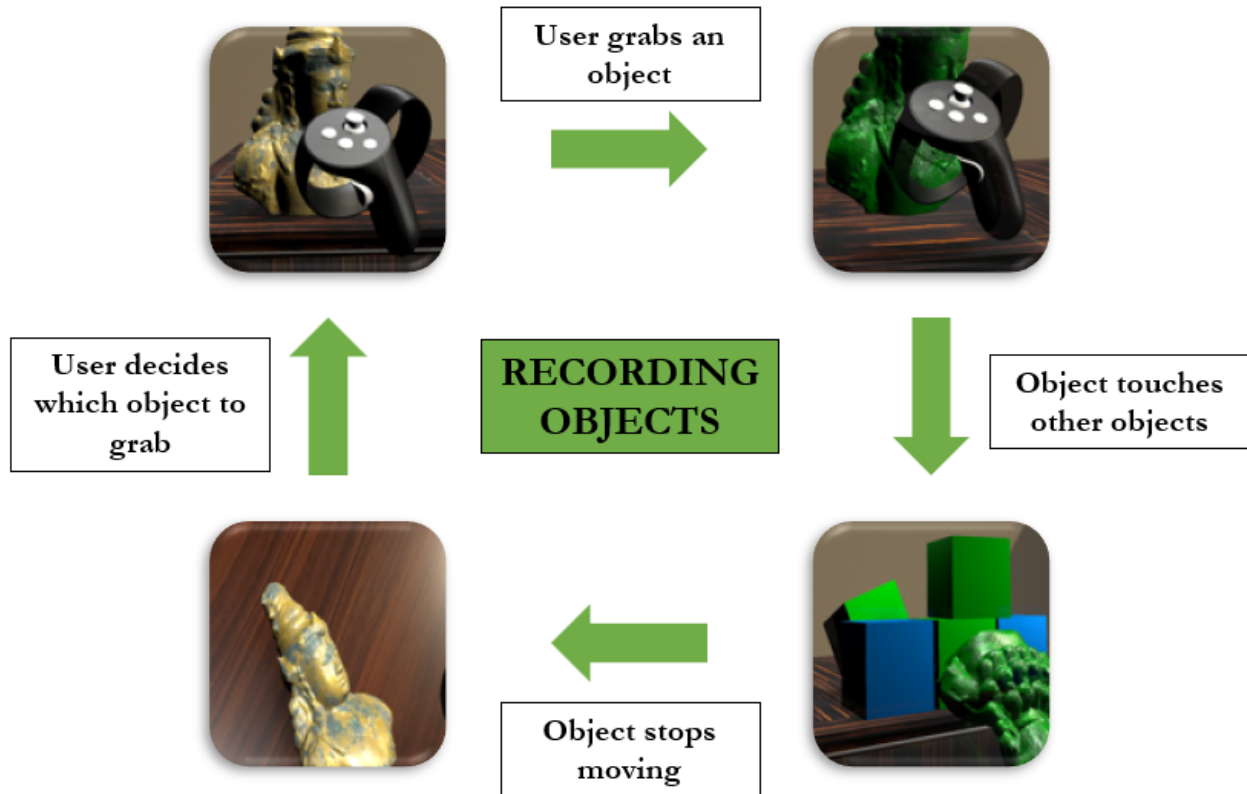 User grabs an
object
User decides
which object to
grab
RECORDING
OBJECTS
Object touches
other objects
Object stops
moving